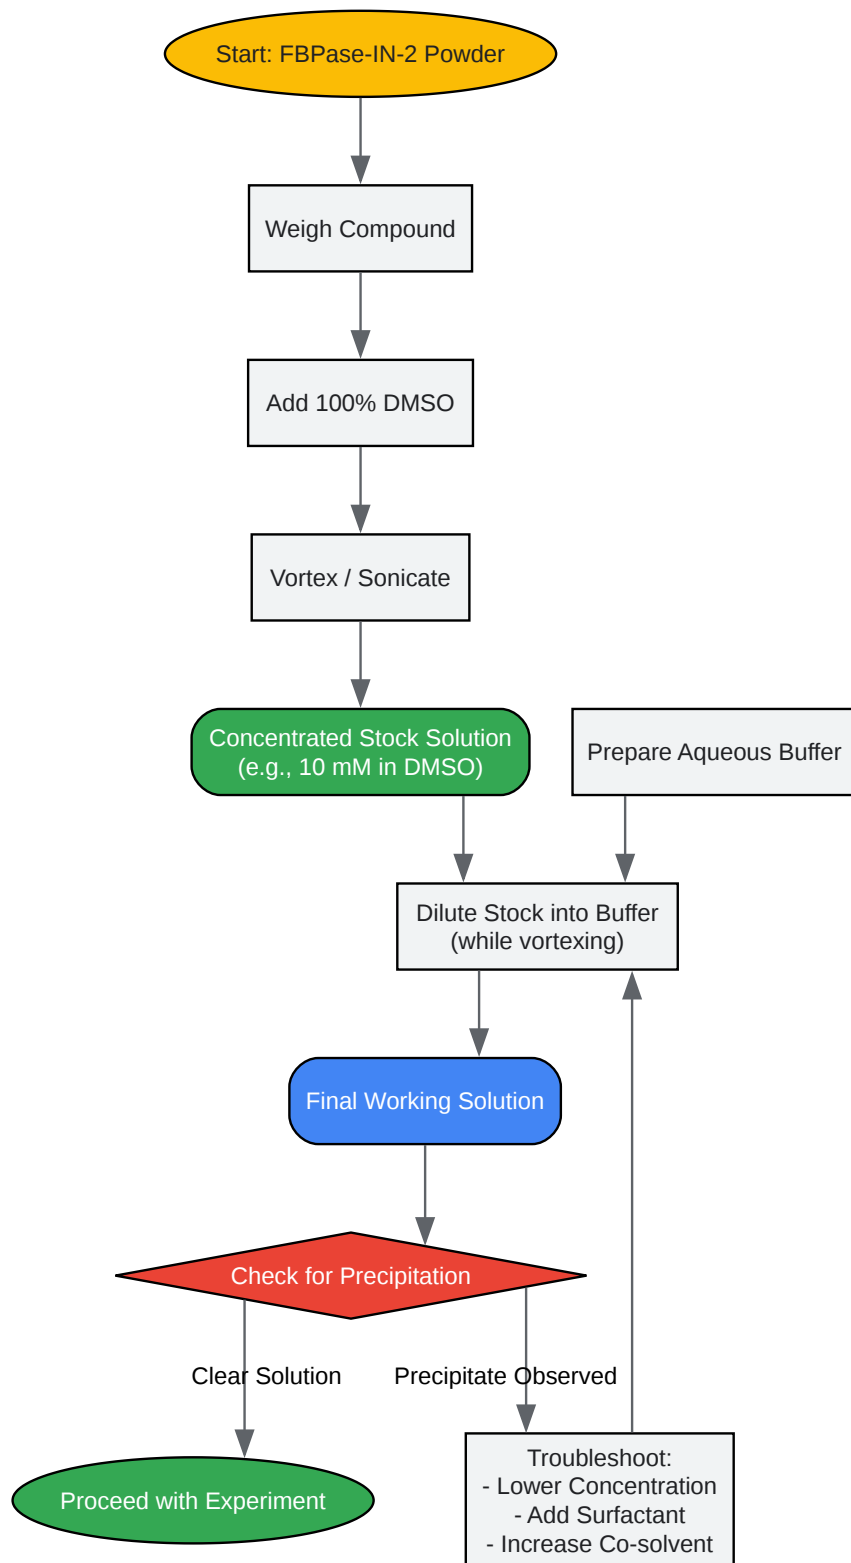 Start: FBPase-IN-2 Powder
Weigh Compound
Add 100% DMSO
Vortex / Sonicate
Concentrated Stock Solution
(e.g., 10 mM in DMSO)
Prepare Aqueous Buffer
Dilute Stock into Buffer
(while vortexing)
Final Working Solution
Check for Precipitation
Clear Solution
Precipitate Observed
Proceed with Experiment
Troubleshoot:
- Lower Concentration
- Add Surfactant
- Increase Co-solvent